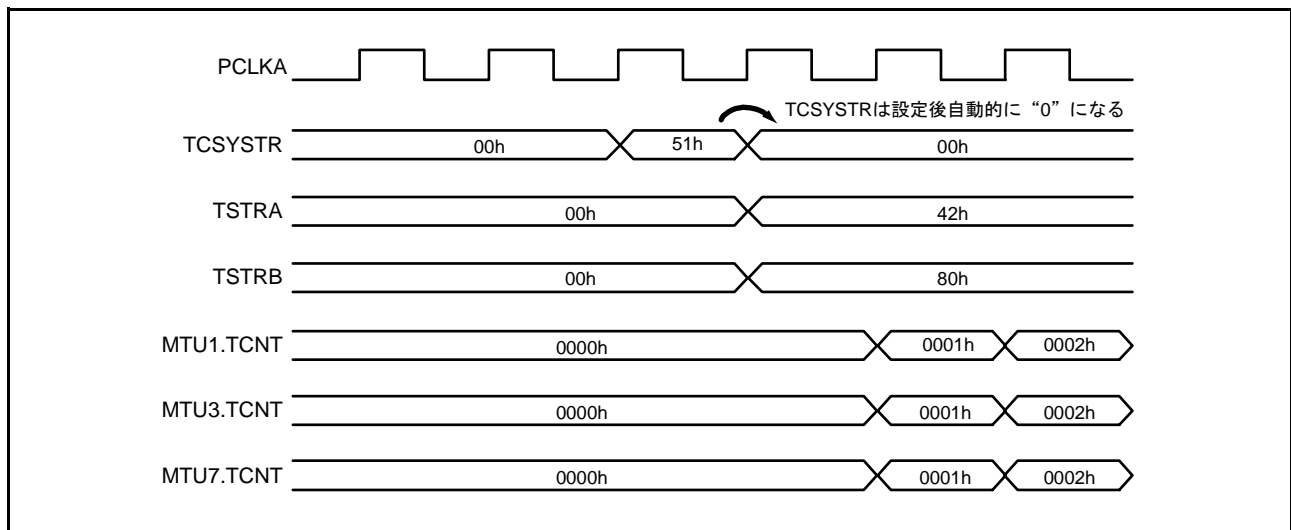 PCLKA
TCSYSTRは設定後自動的に“0”になる
TCSYSTR 00h 51h 00h
TSTRA 00h 42h
TSTRB 00h 80h
MTU1.TCNT 0000h 0001h 0002h
MTU3.TCNT 0000h 0001h 0002h
MTU7.TCNT 0000h 0001h 0002h